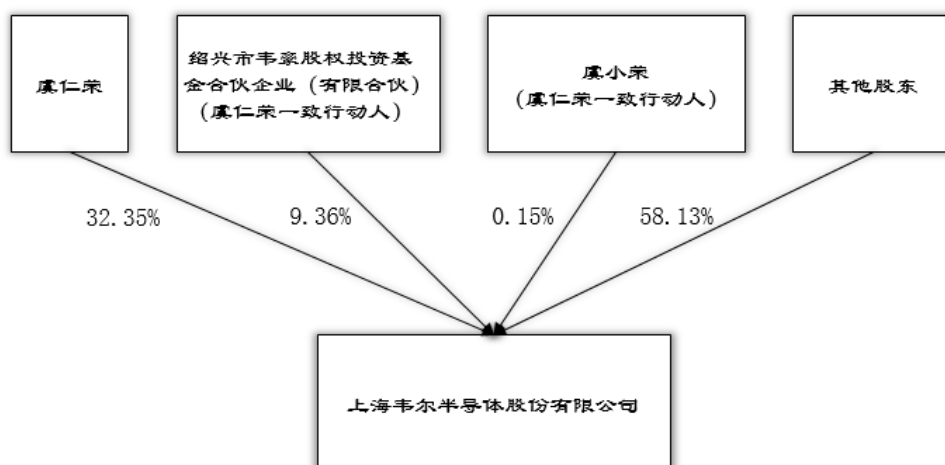 虞仁荣
绍兴市韦豪股权投资基
金合伙企业（有限合伙）
（虞仁荣一致行动人）
虞小荣
（虞仁荣一致行动人）
其他股东
32.35%
9.36%
0.15%
58.13%
上海韦尔半导体股份有限公司